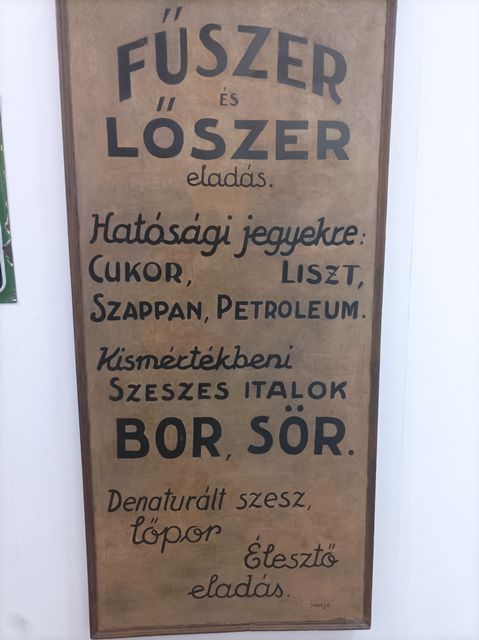 FŰSZER
ÉS
LŐSZER
eladás.
Hatósági jegyekre:
CUKOR, LISZT,
SZAPPAN, PETROLEUM.
Kismértékbeni
SZESZES ITALOK
BOR, SÖR.
Denaturált szesz,
lőpor
Élesztő
eladás.